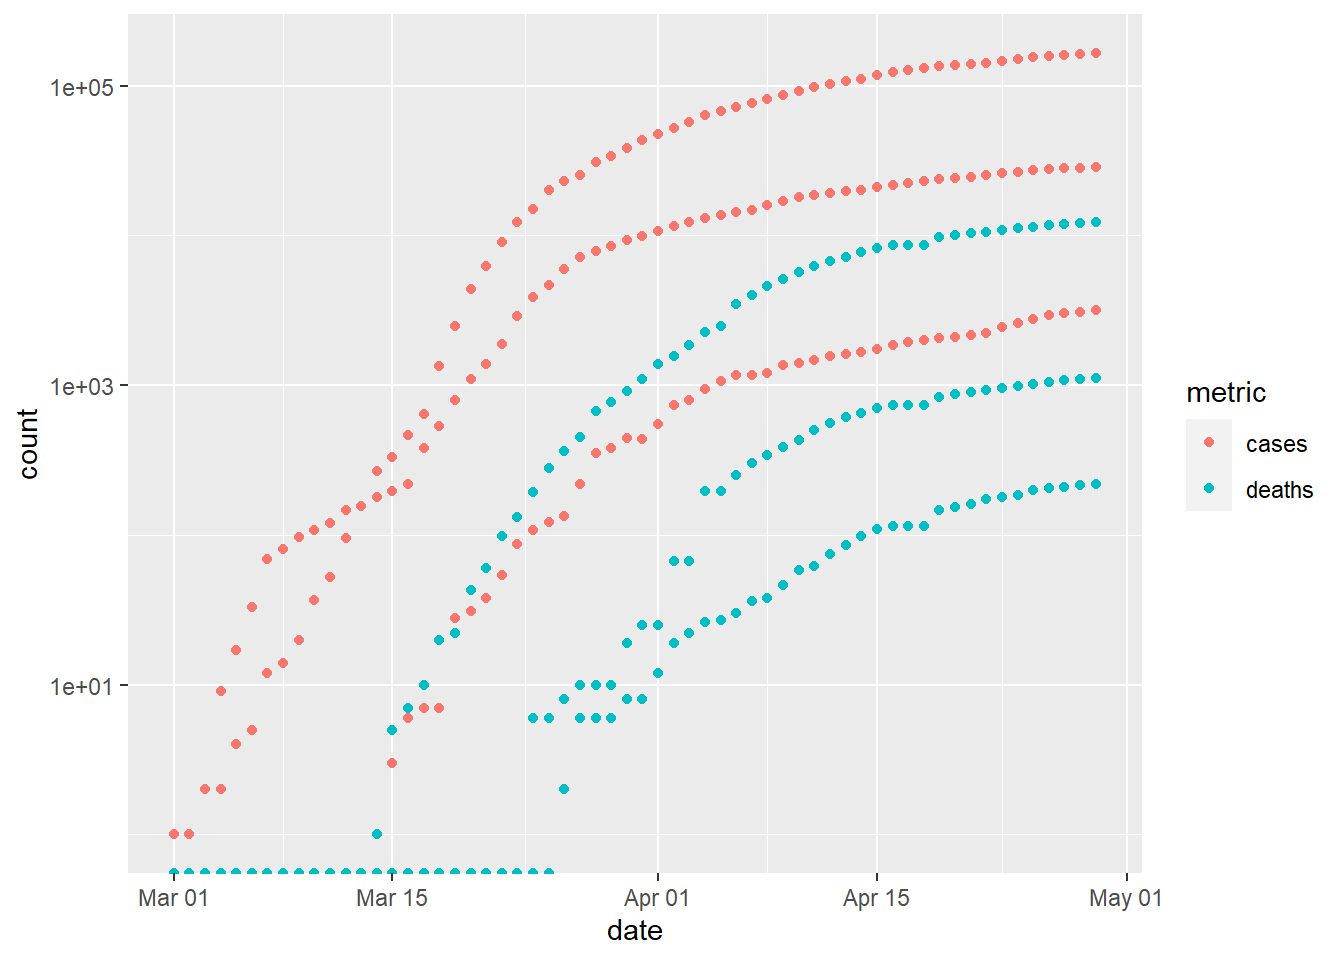 1e+05
1e+03
1e+01
count
Mar 01
Mar 15
Apr 01
Apr 15
May 01
date
metric
cases
deaths